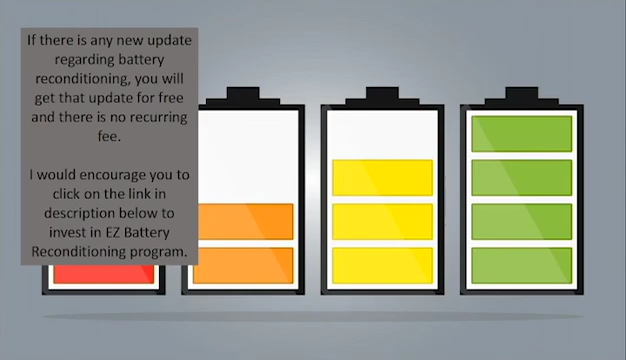 If there is any new update
regarding battery
reconditioning, you will
get that update for free
and there is no recurring
fee.
I would encourage you to
click on the link in
description below to
invest in EZ Battery
Reconditioning program.